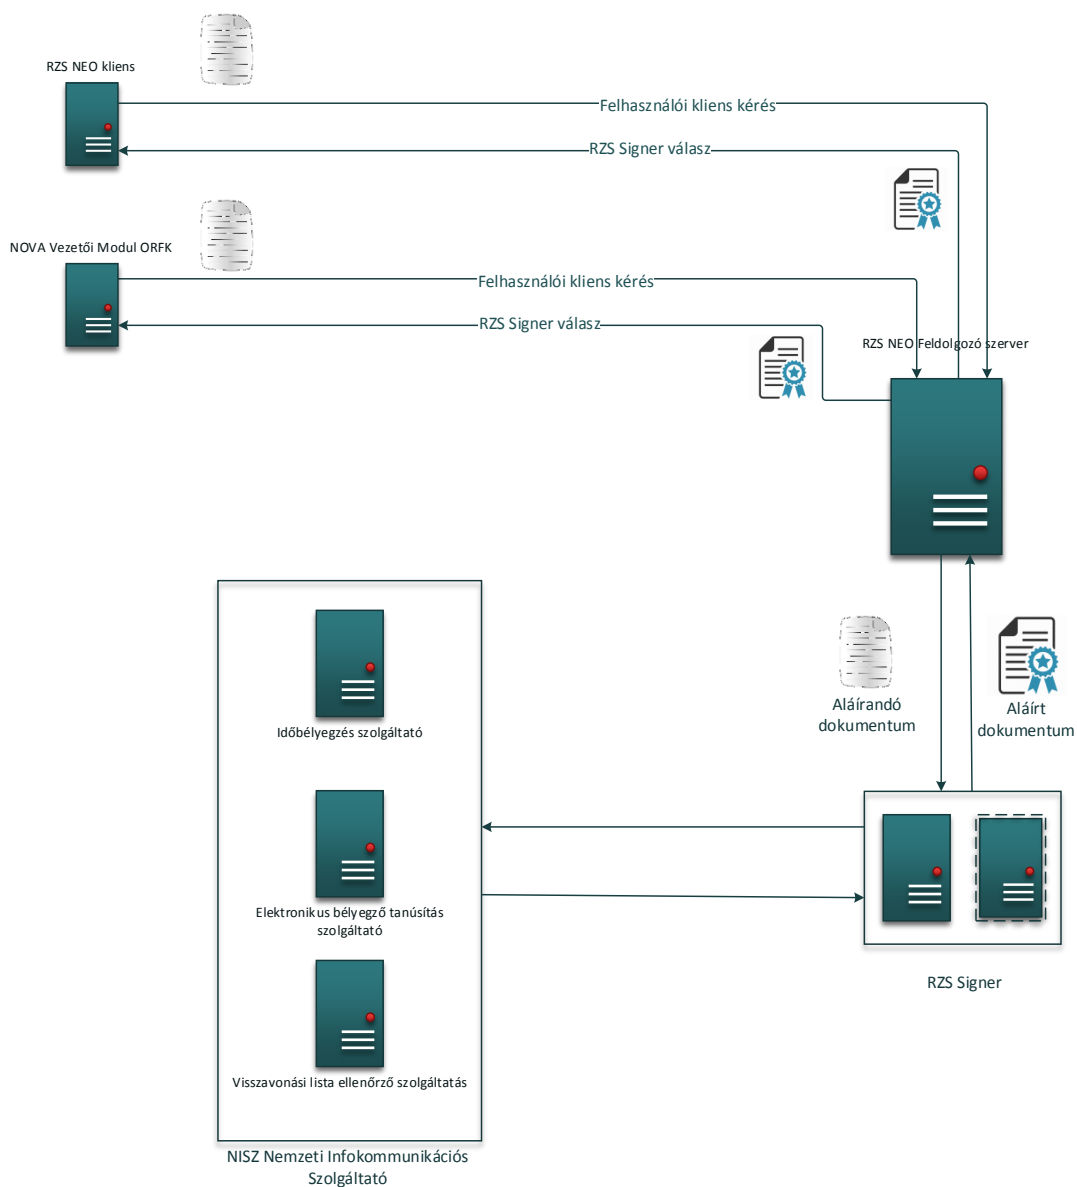 RZS NEO kliens
Felhasználói kliens kérés
RZS Signer válasz
NOVA Vezetői Modul ORFK
Felhasználói kliens kérés
RZS Signer válasz
RZS NEO Feldolgozó szerver
Aláírandó
dokumentum
Aláírt
dokumentum
Időbélyegzés szolgáltató
Elektronikus bélyegző tanúsítás
szolgáltató
RZS Signer
Visszavonási lista ellenőrző szolgáltatás
NISZ Nemzeti Infokommunikációs
Szolgáltató